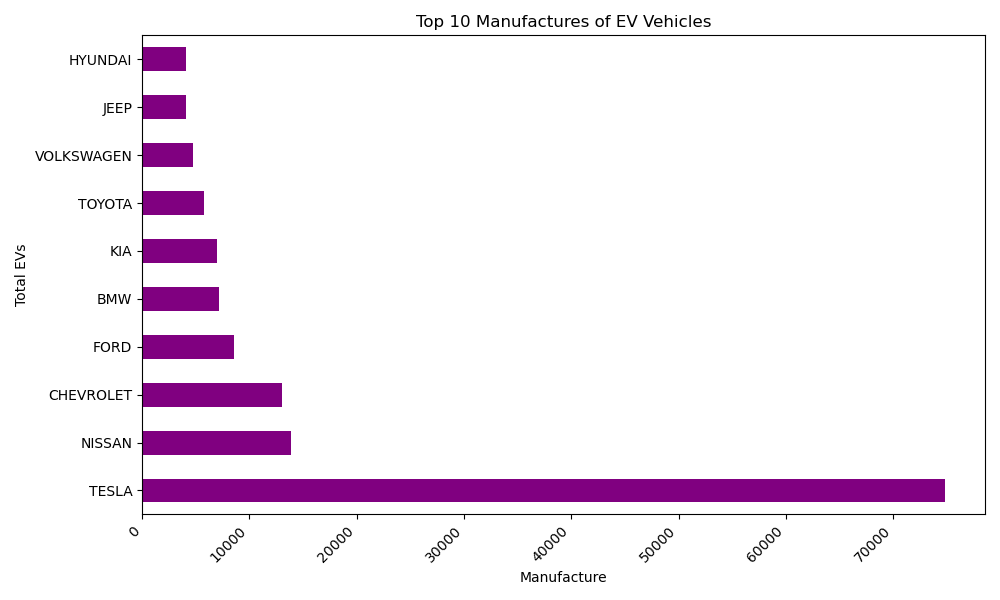 Top 10 Manufactures of EV Vehicles
Total EVs
HYUNDAI
JEEP
VOLKSWAGEN
TOYOTA
KIA
BMW
FORD
CHEVROLET
NISSAN
TESLA
0
10000
20000
30000
40000
50000
60000
70000
Manufacture